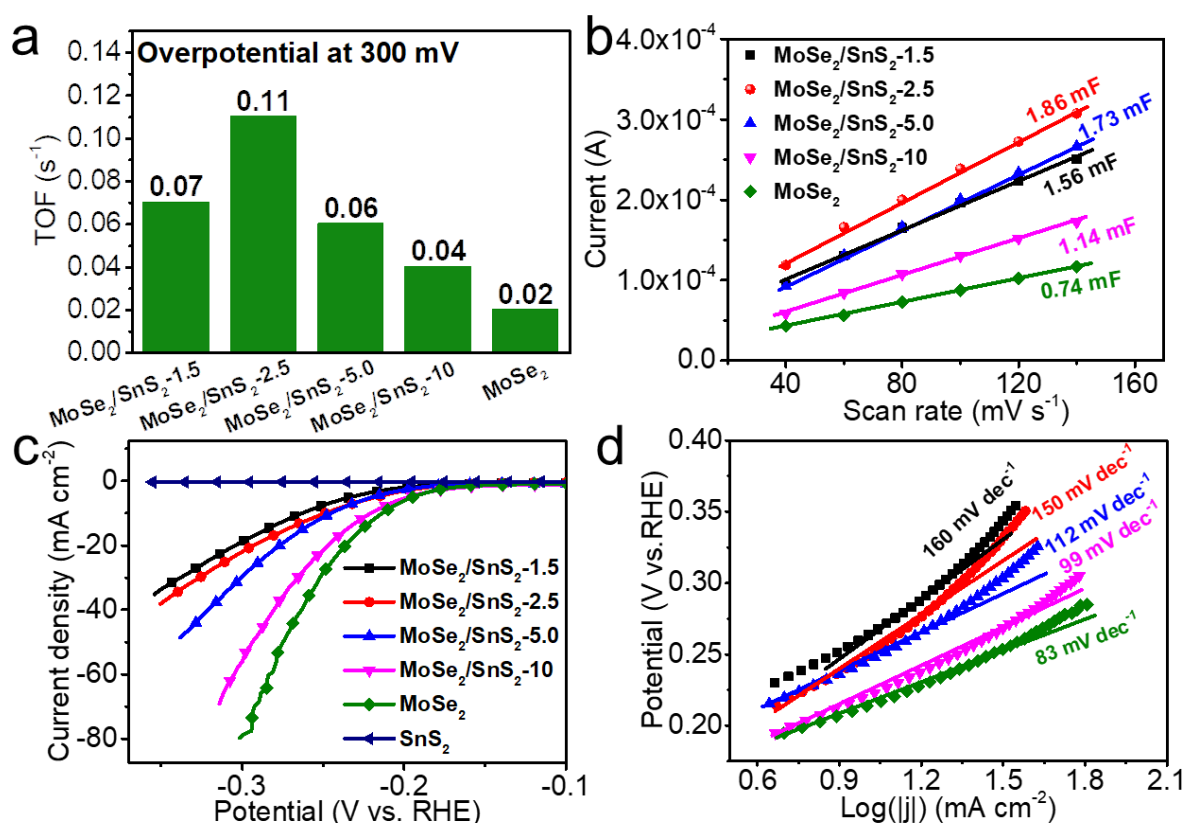 a
Overpotential at 300 mV
0.14
0.12
0.10
0.08
0.06
0.04
0.02
0.00
TOF (s⁻¹)
0.07
0.11
0.06
0.04
0.02
MoSe₂/SnS₂-1.5
MoSe₂/SnS₂-2.5
MoSe₂/SnS₂-5.0
MoSe₂/SnS₂-10
MoSe₂
b
4.0x10⁻⁴
3.0x10⁻⁴
2.0x10⁻⁴
1.0x10⁻⁴
0.0
Current (A)
MoSe₂/SnS₂-1.5
MoSe₂/SnS₂-2.5
MoSe₂/SnS₂-5.0
MoSe₂/SnS₂-10
MoSe₂
1.86 mF
1.73 mF
1.56 mF
1.14 mF
0.74 mF
40 80 120 160
Scan rate (mV s⁻¹)
c
0
-20
-40
-60
-80
Current density (mA cm⁻²)
MoSe₂/SnS₂-1.5
MoSe₂/SnS₂-2.5
MoSe₂/SnS₂-5.0
MoSe₂/SnS₂-10
MoSe₂
SnS₂
-0.3 -0.2 -0.1
Potential (V vs. RHE)
d
0.40
0.35
0.30
0.25
0.20
Potential (V vs.RHE)
160 mV dec⁻¹
150 mV dec⁻¹
112 mV dec⁻¹
99 mV dec⁻¹
83 mV dec⁻¹
0.6 0.9 1.2 1.5 1.8 2.1
Log(|j|) (mA cm⁻²)